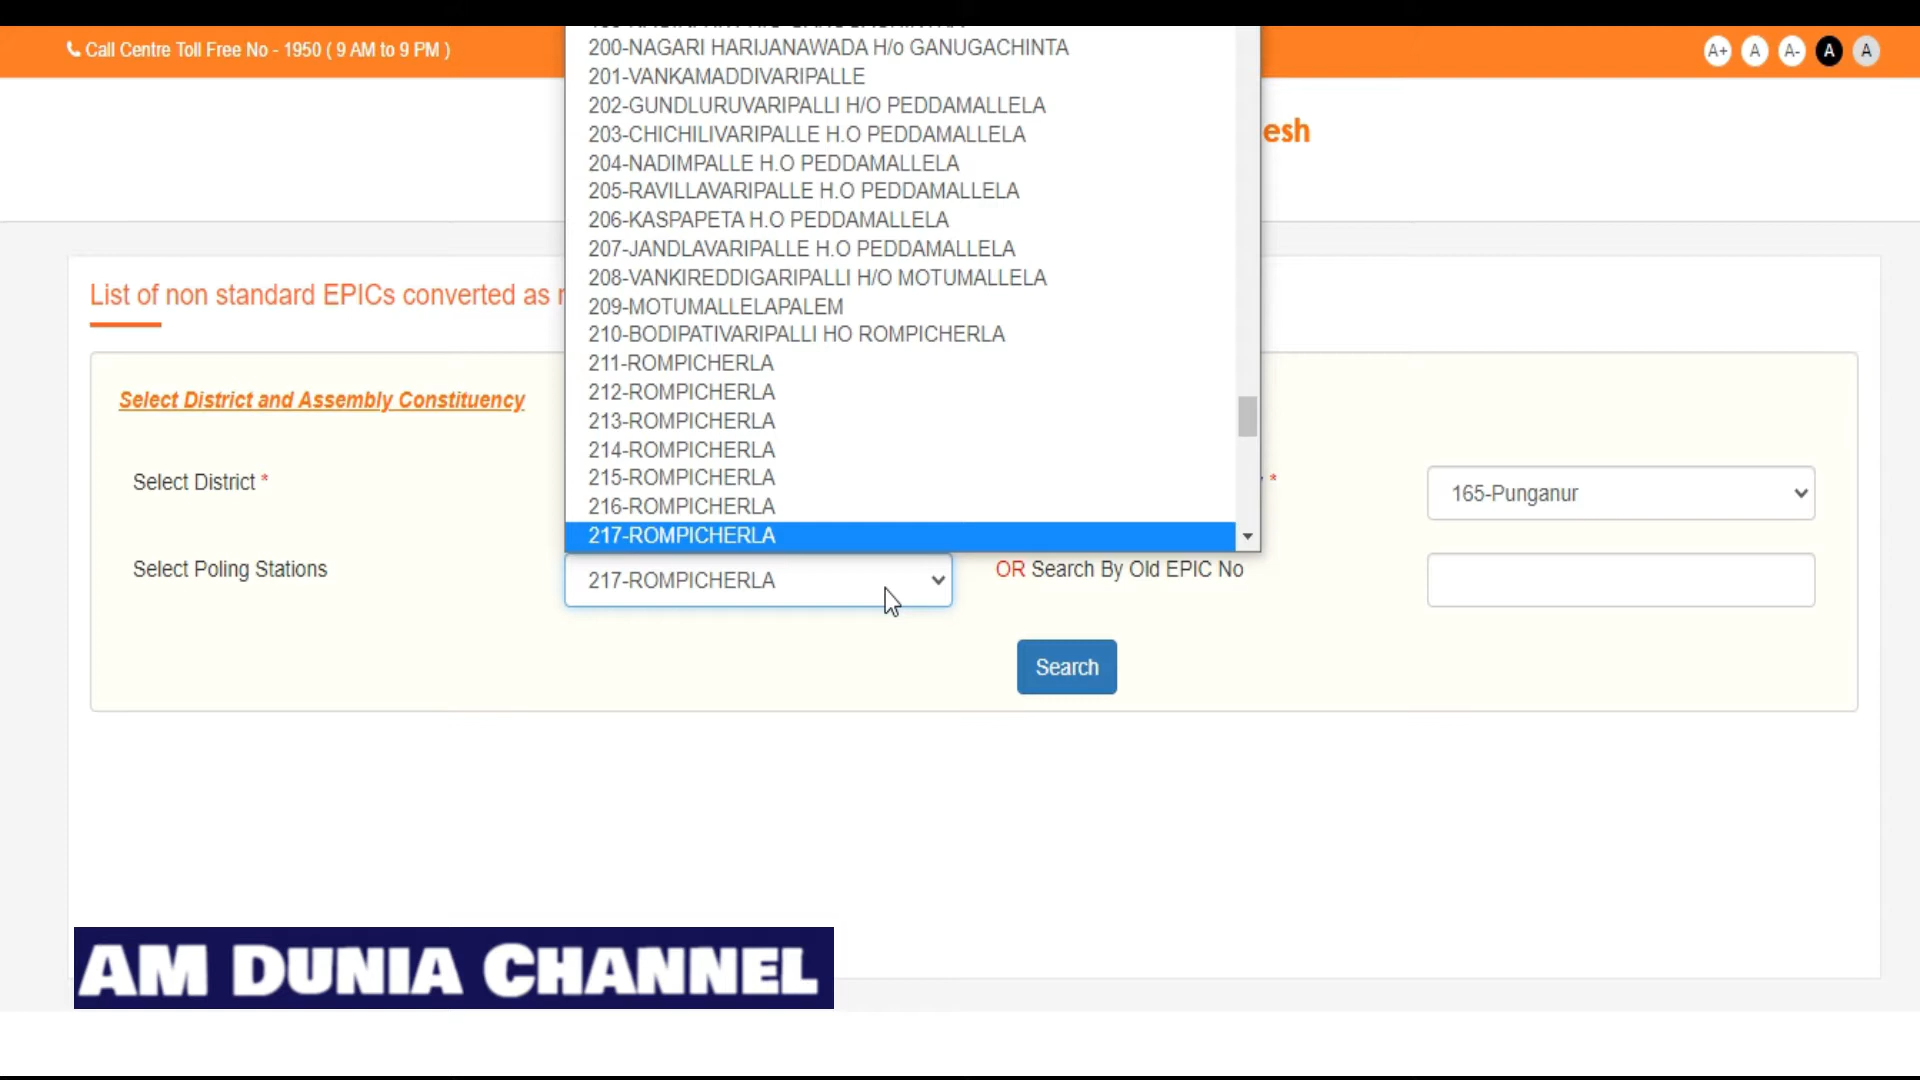 Call Centre Toll Free No - 1950 ( 9 AM to 9 PM )
A+ A A- A A
200-NAGARI HARIJANAWADA H/o GANUGACHINTA
201-VANKAMADDIVARIPALLE
202-GUNDLURUVARIPALLI H/O PEDDAMALLELA
203-CHICHILIVARIPALLE H.O PEDDAMALLELA
204-NADIMPALLE H.O PEDDAMALLELA
205-RAVILLAVARIPALLE H.O PEDDAMALLELA
206-KASPAPETA H.O PEDDAMALLELA
207-JANDLAVARIPALLE H.O PEDDAMALLELA
208-VANKIREDDIGARIPALLI H/O MOTUMALLELA
209-MOTUMALLELAPALEM
210-BODIPATIVARIPALLI HO ROMPICHERLA
211-ROMPICHERLA
212-ROMPICHERLA
213-ROMPICHERLA
214-ROMPICHERLA
215-ROMPICHERLA
216-ROMPICHERLA
217-ROMPICHERLA
esh
List of non standard EPICs converted as
Select District and Assembly Constituency
Select District *
*
165-Punganur
Select Poling Stations
217-ROMPICHERLA
OR Search By Old EPIC No
Search
AM DUNIA CHANNEL